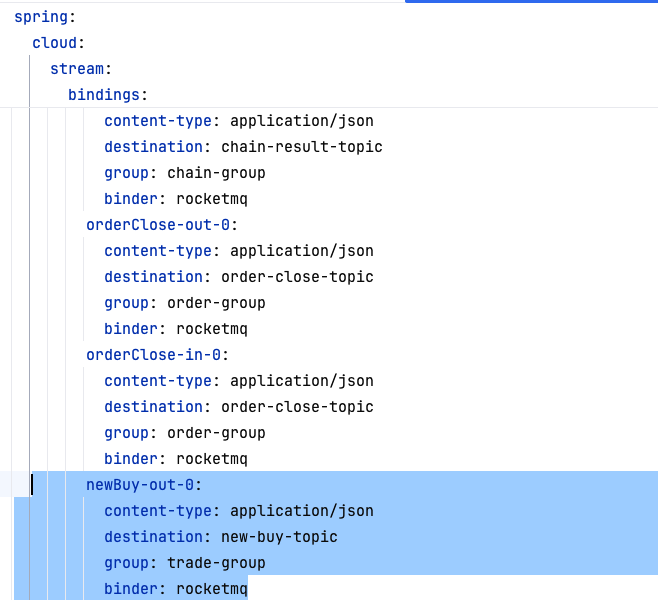 spring:
cloud:
stream:
bindings:
content-type: application/json
destination: chain-result-topic
group: chain-group
binder: rocketmq
orderClose-out-0:
content-type: application/json
destination: order-close-topic
group: order-group
binder: rocketmq
orderClose-in-0:
content-type: application/json
destination: order-close-topic
group: order-group
binder: rocketmq
newBuy-out-0:
content-type: application/json
destination: new-buy-topic
group: trade-group
binder: rocketmq